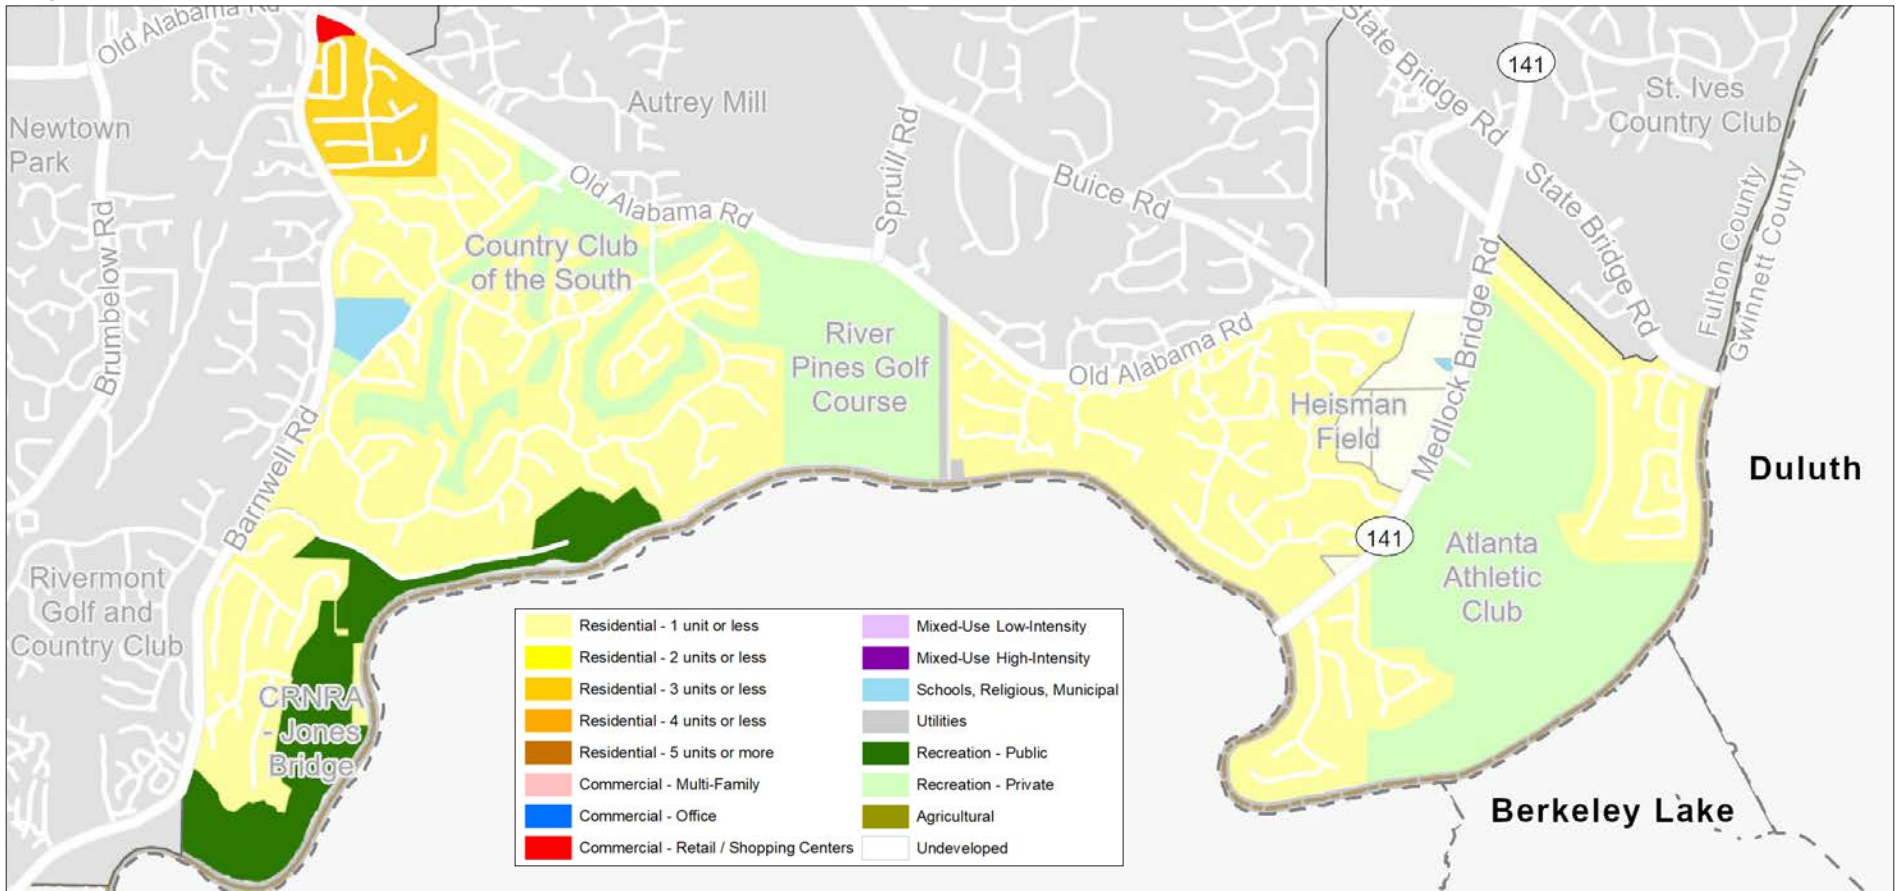 Old Alabama Rd
Newtown
Park
Brumbelow Rd
Autrey Mill
Spruill Rd
Buice Rd
State Bridge Rd
141
St. Ives
Country Club
State Bridge Rd
State Bridge Rd
Fulton County
Gwinnett County
Old Alabama Rd
Country Club
of the South
River
Pines Golf
Course
Old Alabama Rd
Medlock Bridge Rd
Heisman
Field
Barnwell Rd
Duluth
141
Atlanta
Athletic
Club
Rivermont
Golf and
Country Club
CRNRA
- Jones
Bridge
Berkeley Lake
Residential - 1 unit or less
Residential - 2 units or less
Residential - 3 units or less
Residential - 4 units or less
Residential - 5 units or more
Commercial - Multi-Family
Commercial - Office
Commercial - Retail / Shopping Centers
Mixed-Use Low-Intensity
Mixed-Use High-Intensity
Schools, Religious, Municipal
Utilities
Recreation - Public
Recreation - Private
Agricultural
Undeveloped